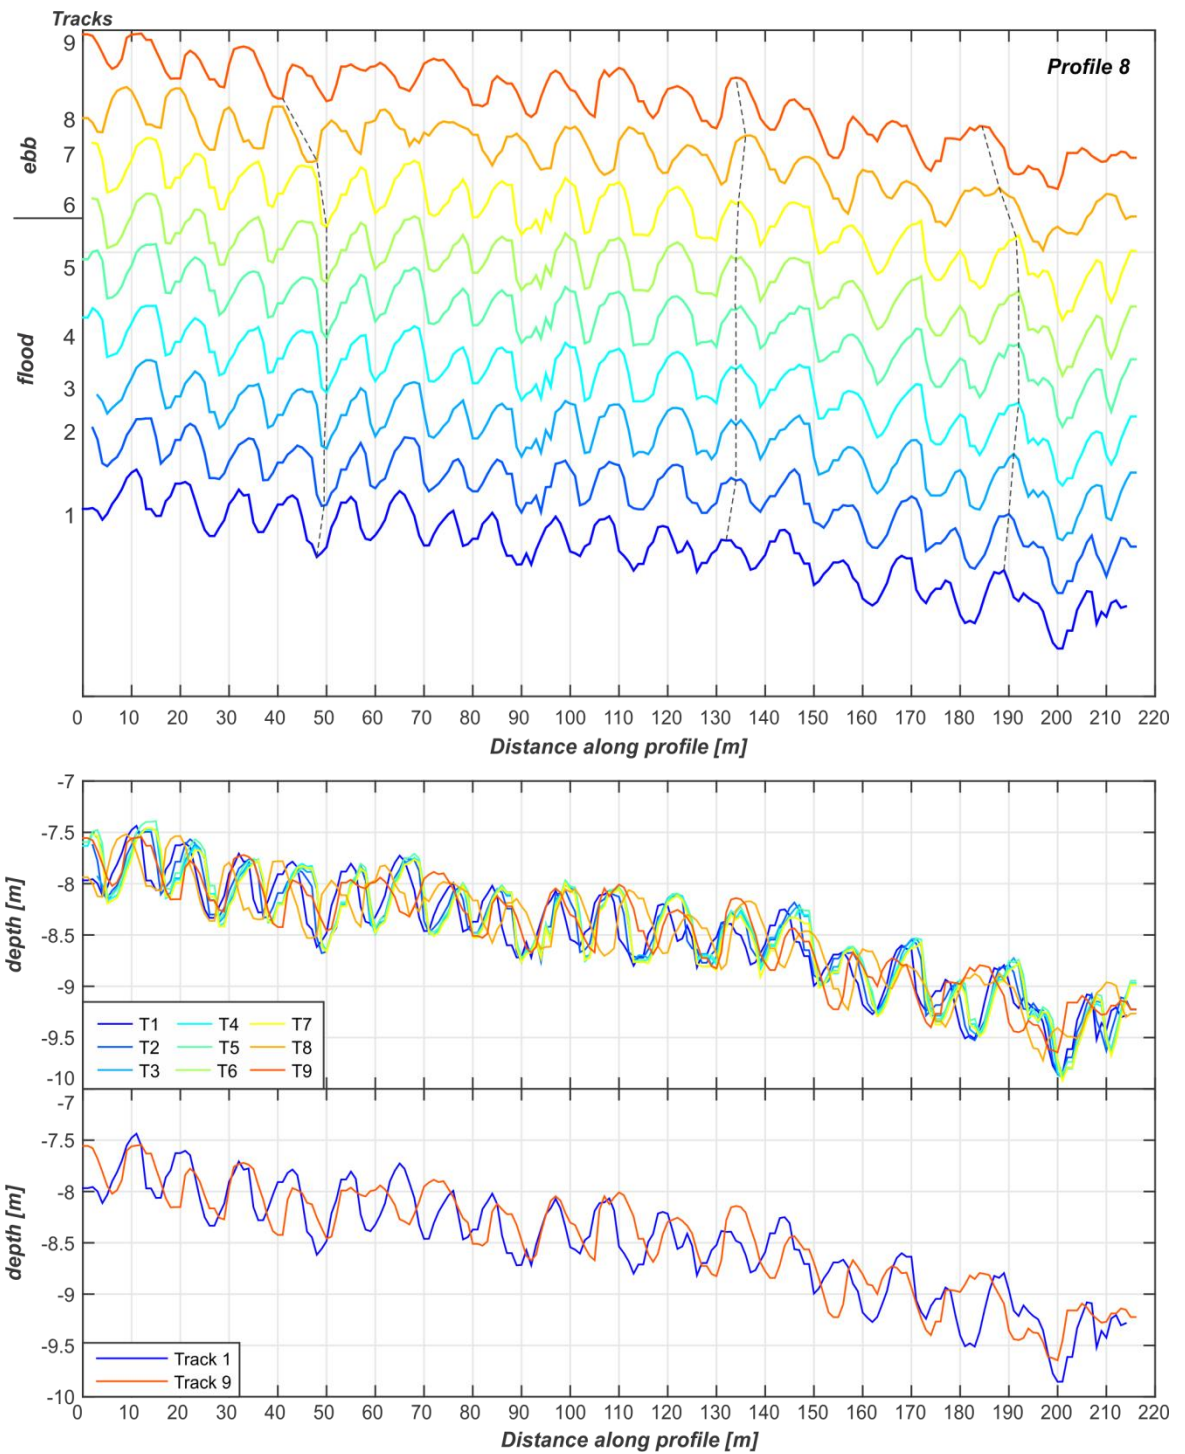 Tracks
Profile 8
9
8
7
6
5
4
3
2
1
ebb
flood
0 10 20 30 40 50 60 70 80 90 100 110 120 130 140 150 160 170 180 190 200 210 220
Distance along profile [m]
-7
-7.5
-8
-8.5
-9
-9.5
-10
depth [m]
T1 T4 T7
T2 T5 T8
T3 T6 T9
-7
-7.5
-8
-8.5
-9
-9.5
-10
depth [m]
Track 1
Track 9
0 10 20 30 40 50 60 70 80 90 100 110 120 130 140 150 160 170 180 190 200 210 220
Distance along profile [m]